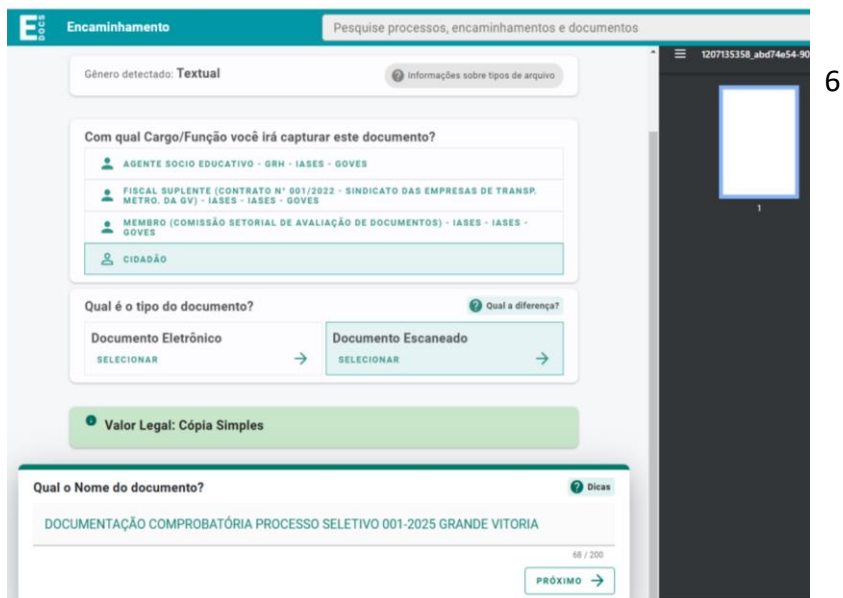 E DOCS
Encaminhamento
Pesquise processos, encaminhamentos e documentos
1207135358_abd74e54-90
6
Gênero detectado: Textual
Informações sobre tipos de arquivo
Com qual Cargo/Função você irá capturar este documento?
AGENTE SOCIO EDUCATIVO - GRH - IASES - GOVES
FISCAL SUPLENTE (CONTRATO Nº 001/2022 - SINDICATO DAS EMPRESAS DE TRANSP.
METRO. DA GV) - IASES - IASES - GOVES
MEMBRO (COMISSÃO SETORIAL DE AVALIAÇÃO DE DOCUMENTOS) - IASES - IASES -
GOVES
CIDADÃO
1
Qual é o tipo do documento?
Qual a diferença?
Documento Eletrônico
SELECIONAR
Documento Escaneado
SELECIONAR
Valor Legal: Cópia Simples
Qual o Nome do documento?
Dicas
DOCUMENTAÇÃO COMPROBATÓRIA PROCESSO SELETIVO 001-2025 GRANDE VITORIA
68 / 200
PRÓXIMO